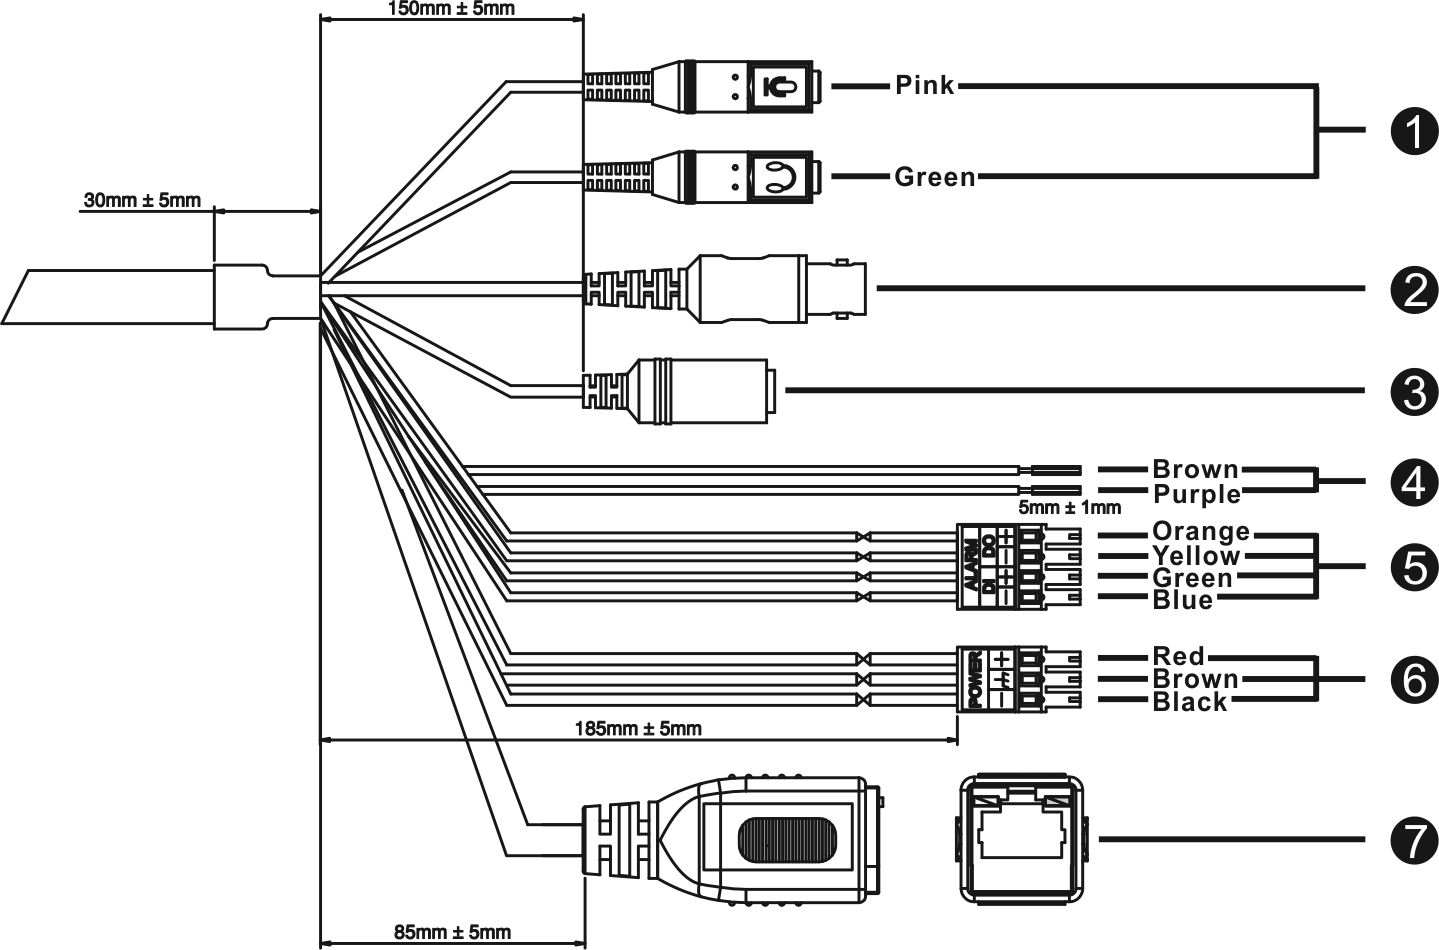 150mm ± 5mm
Pink
1
Green
30mm ± 5mm
2
3
Brown
4
Purple
5mm ± 1mm
ALARM
DO
+
−
DI
+
−
Orange
Yellow
5
Green
Blue
POWER
+
−
Red
Brown
6
Black
185mm ± 5mm
7
85mm ± 5mm